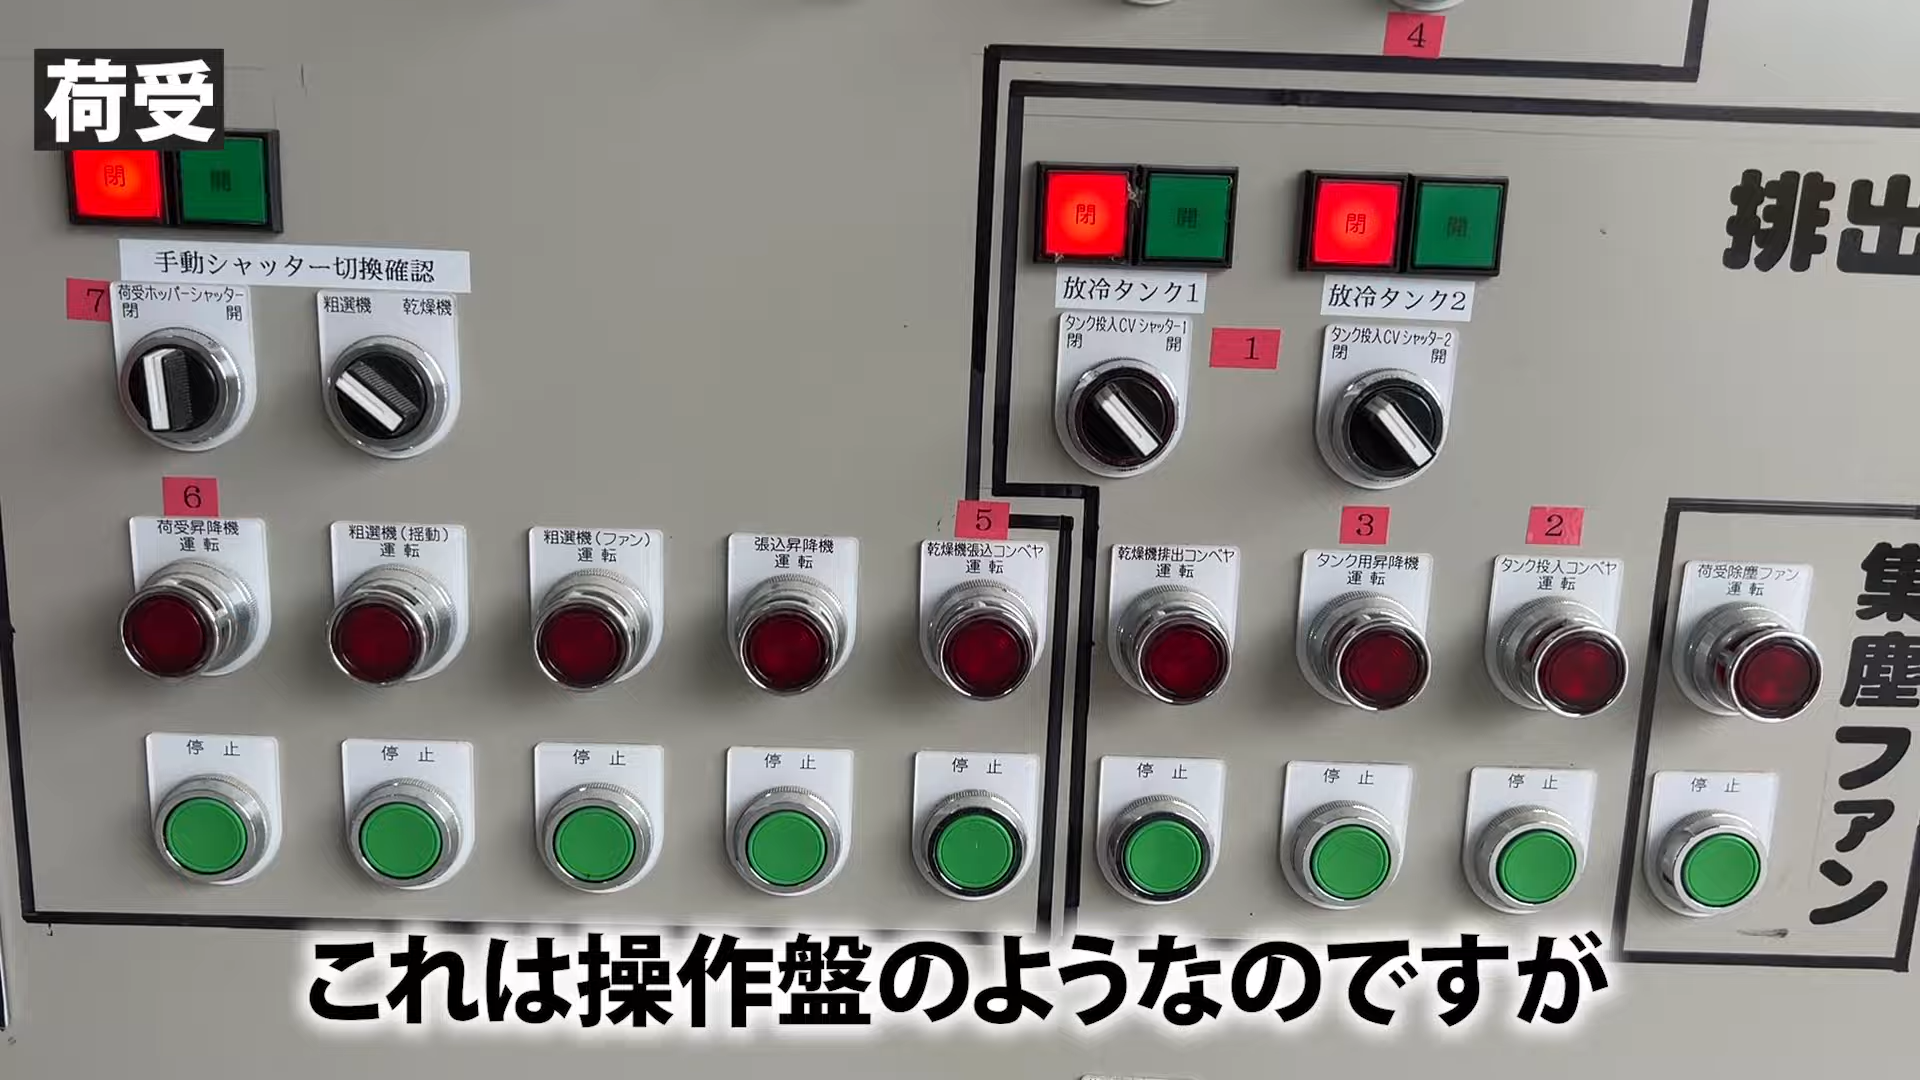 4
荷受
閉 開
閉 開
閉 開
排出
手動シャッター切換確認
放冷タンク1
放冷タンク2
7
荷受ホッパーシャッター
閉 開
粗選機 乾燥機
タンク投入CVシャッター1
閉 開
1
タンク投入CVシャッター2
閉 開
6
5
3
2
荷受昇降機
運転
粗選機(揺動)
運転
粗選機(ファン)
運転
張込昇降機
運転
乾燥機張込コンベヤ
運転
乾燥機排出コンベヤ
運転
タンク用昇降機
運転
タンク投入コンベヤ
運転
荷受除塵ファン
運転
集塵ファン
停止
停止
停止
停止
停止
停止
停止
停止
停止
これは操作盤のようなのですが